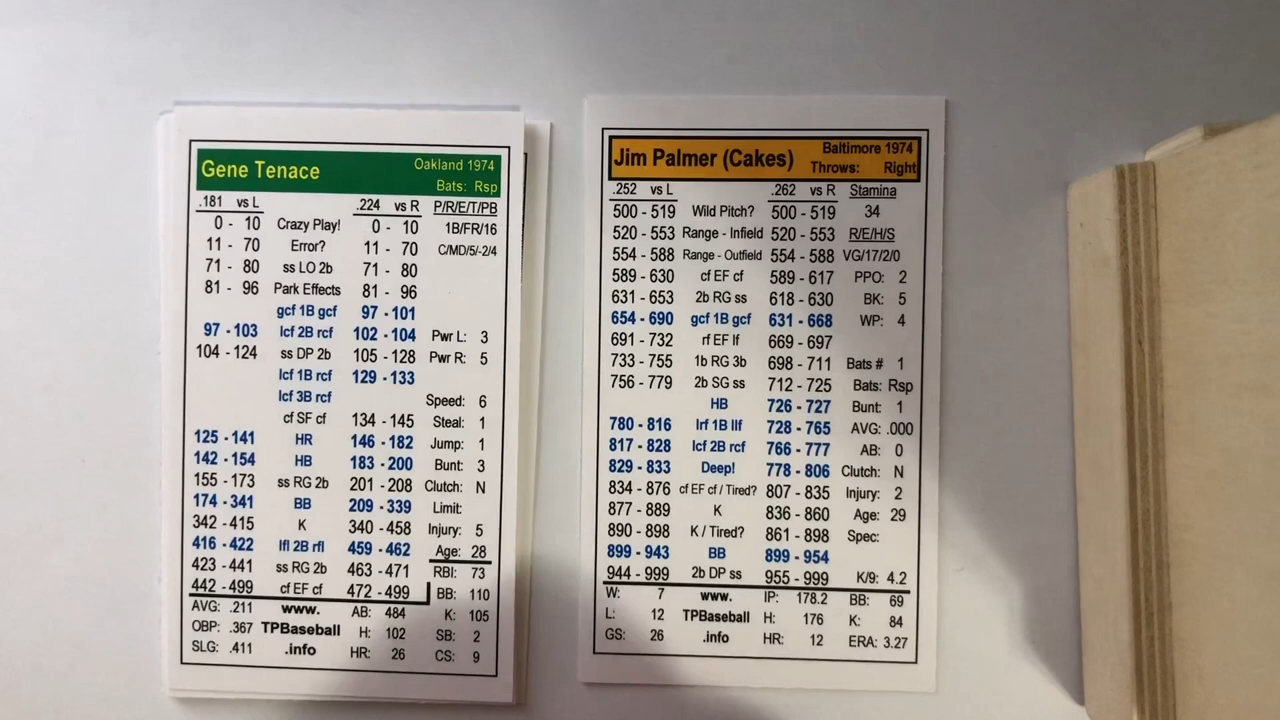 Gene Tenace Oakland 1974
Bats: Rsp
.181 vs L .224 vs R P/R/E/T/PB
0 - 10 Crazy Play! 0 - 10 1B/FR/16
11 - 70 Error? 11 - 70 C/MD/5/-2/4
71 - 80 ss LO 2b 71 - 80
81 - 96 Park Effects 81 - 96
gcf 1B gcf 97 - 101
97 - 103 lcf 2B rcf 102 - 104 Pwr L: 3
104 - 124 ss DP 2b 105 - 128 Pwr R: 5
lcf 1B rcf 129 - 133
lcf 3B rcf Speed: 6
cf SF cf 134 - 145 Steal: 1
125 - 141 HR 146 - 182 Jump: 1
142 - 154 HB 183 - 200 Bunt: 3
155 - 173 ss RG 2b 201 - 208 Clutch: N
174 - 341 BB 209 - 339 Limit:
342 - 415 K 340 - 458 Injury: 5
416 - 422 lfl 2B rfl 459 - 462 Age: 28
423 - 441 ss RG 2b 463 - 471 RBI: 73
442 - 499 cf EF cf 472 - 499 BB: 110
AVG: .211 www. AB: 484 K: 105
OBP: .367 TPBaseball H: 102 SB: 2
SLG: .411 .info HR: 26 CS: 9
Jim Palmer (Cakes) Baltimore 1974
Throws: Right
.252 vs L .262 vs R Stamina
500 - 519 Wild Pitch? 500 - 519 34
520 - 553 Range - Infield 520 - 553 R/E/H/S
554 - 588 Range - Outfield 554 - 588 VG/17/2/0
589 - 630 cf EF cf 589 - 617 PPO: 2
631 - 653 2b RG ss 618 - 630 BK: 5
654 - 690 gcf 1B gcf 631 - 668 WP: 4
691 - 732 rf EF lf 669 - 697
733 - 755 1b RG 3b 698 - 711 Bats # 1
756 - 779 2b SG ss 712 - 725 Bats: Rsp
HB 726 - 727 Bunt: 1
780 - 816 lrf 1B llf 728 - 765 AVG: .000
817 - 828 lcf 2B rcf 766 - 777 AB: 0
829 - 833 Deep! 778 - 806 Clutch: N
834 - 876 cf EF cf / Tired? 807 - 835 Injury: 2
877 - 889 K 836 - 860 Age: 29
890 - 898 K / Tired? 861 - 898 Spec:
899 - 943 BB 899 - 954
944 - 999 2b DP ss 955 - 999 K/9: 4.2
W: 7 www. IP: 178.2 BB: 69
L: 12 TPBaseball H: 176 K: 84
GS: 26 .info HR: 12 ERA: 3.27